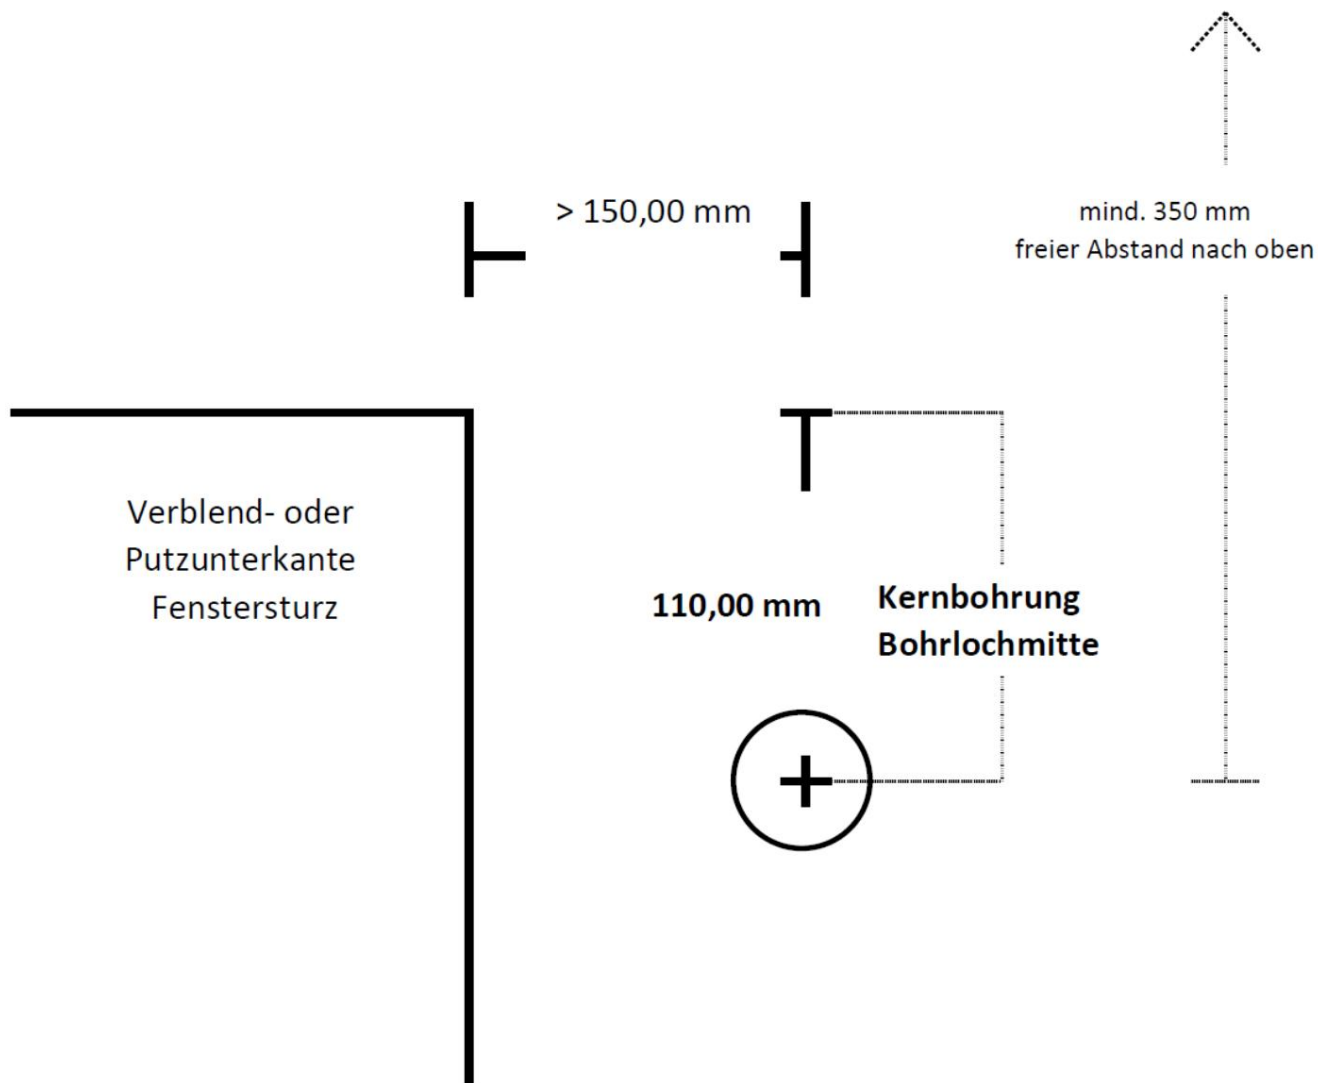 > 150,00 mm
mind. 350 mm
freier Abstand nach oben
Verblend- oder
Putzunterkante
Fenstersturz
110,00 mm
Kernbohrung
Bohrlochmitte